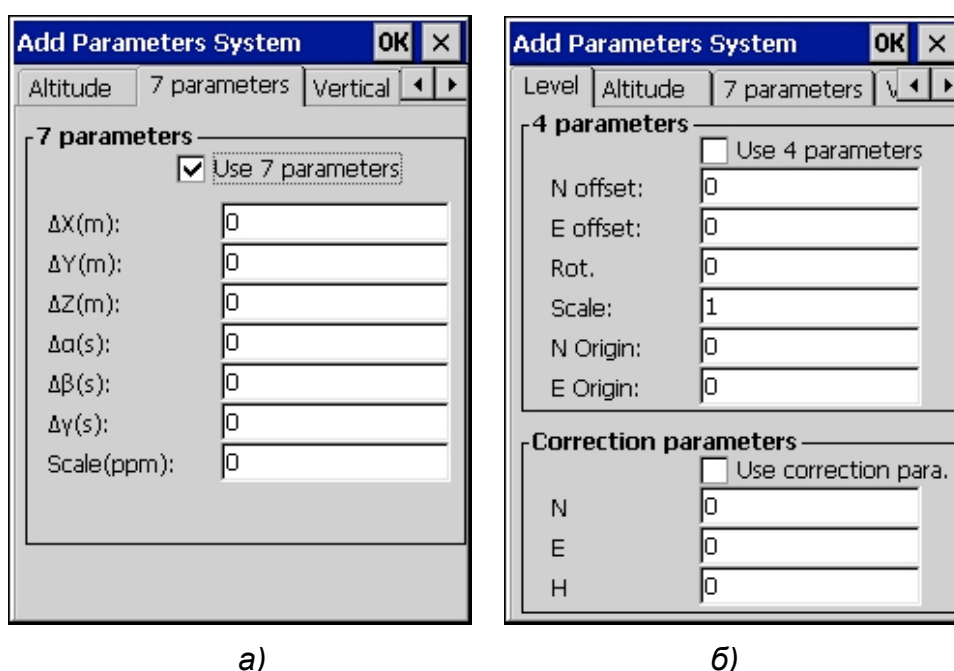 Add Parameters System OK ×
Altitude 7 parameters Vertical
7 parameters
Use 7 parameters
ΔX(m): 0
ΔY(m): 0
ΔZ(m): 0
Δα(s): 0
Δβ(s): 0
Δγ(s): 0
Scale(ppm): 0
а)
Add Parameters System OK ×
Level Altitude 7 parameters
4 parameters
Use 4 parameters
N offset: 0
E offset: 0
Rot. 0
Scale: 1
N Origin: 0
E Origin: 0
Correction parameters
Use correction para.
N 0
E 0
H 0
б)